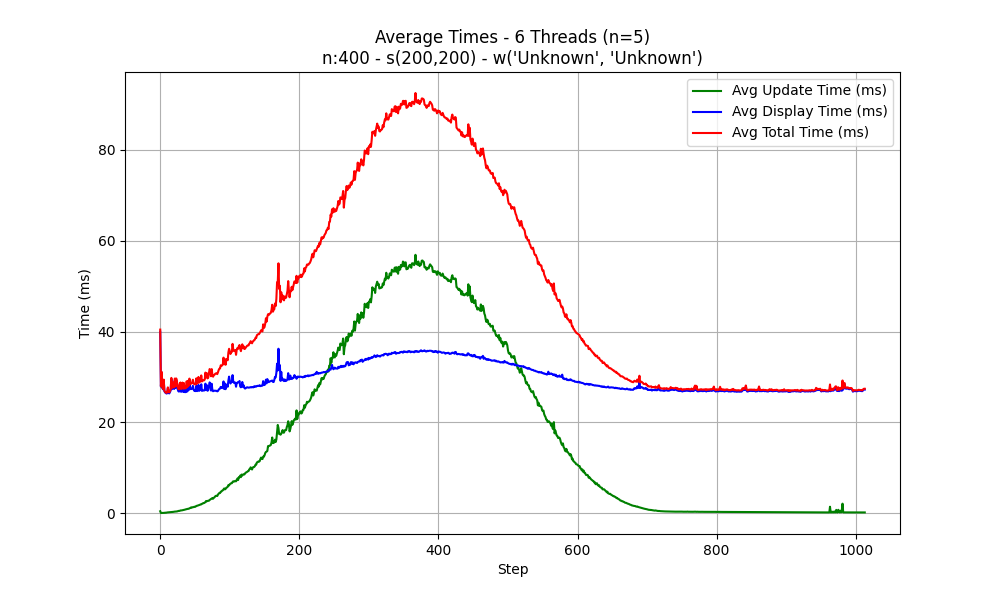 Average Times - 6 Threads (n=5)
n:400 - s(200,200) - w('Unknown', 'Unknown')
Avg Update Time (ms)
Avg Display Time (ms)
Avg Total Time (ms)
Time (ms)
80
60
40
20
0
0 200 400 600 800 1000
Step